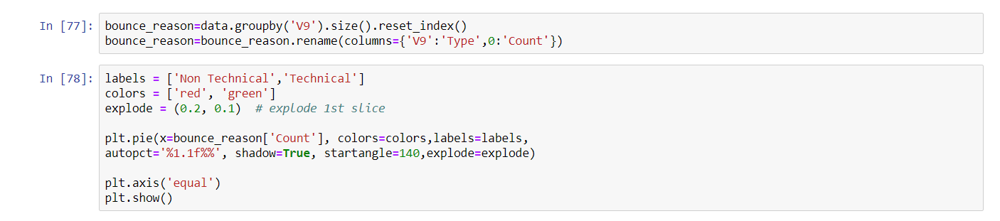 In [77]: bounce_reason=data.groupby('V9').size().reset_index()
bounce_reason=bounce_reason.rename(columns={'V9':'Type',0:'Count'})
In [78]: labels = ['Non Technical','Technical']
colors = ['red', 'green']
explode = (0.2, 0.1)  # explode 1st slice
plt.pie(x=bounce_reason['Count'], colors=colors,labels=labels,
autopct='%1.1f%%', shadow=True, startangle=140,explode=explode)
plt.axis('equal')
plt.show()